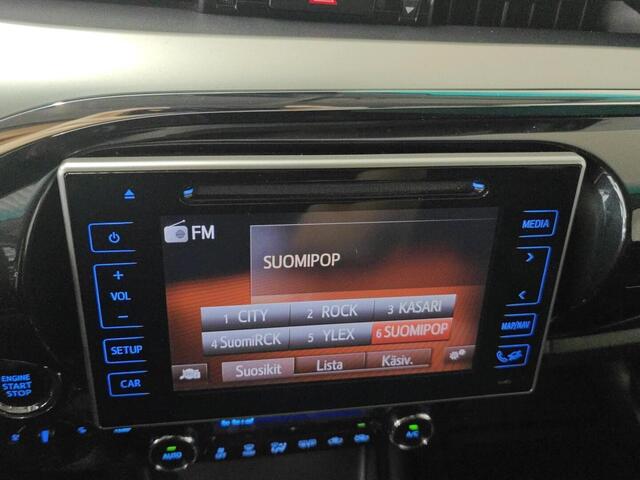 FM
SUOMIPOP
1 CITY
2 ROCK
3 KASARI
4 SuomiRCK
5 YLEX
6 SUOMIPOP
Suosikit
Lista
Käsiv.
+
VOL
−
SETUP
CAR
MEDIA
MAP/NAV
ENGINE
START
STOP
AUTO
A/C